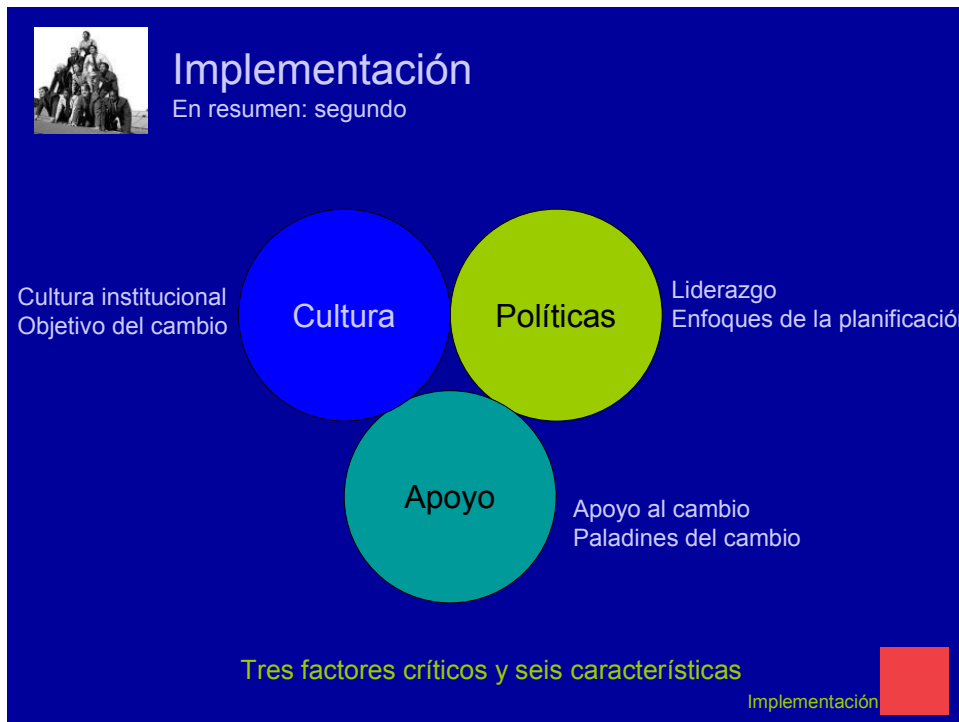 Implementación
En resumen: segundo
Cultura institucional
Objetivo del cambio
Cultura
Políticas
Liderazgo
Enfoques de la planificación
Apoyo
Apoyo al cambio
Paladines del cambio
Tres factores críticos y seis características
Implementación